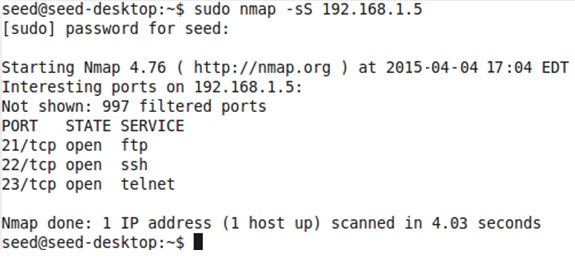 seed@seed-desktop:~$ sudo nmap -sS 192.168.1.5
[sudo] password for seed:
Starting Nmap 4.76 ( http://nmap.org ) at 2015-04-04 17:04 EDT
Interesting ports on 192.168.1.5:
Not shown: 997 filtered ports
PORT   STATE SERVICE
21/tcp open  ftp
22/tcp open  ssh
23/tcp open  telnet
Nmap done: 1 IP address (1 host up) scanned in 4.03 seconds
seed@seed-desktop:~$